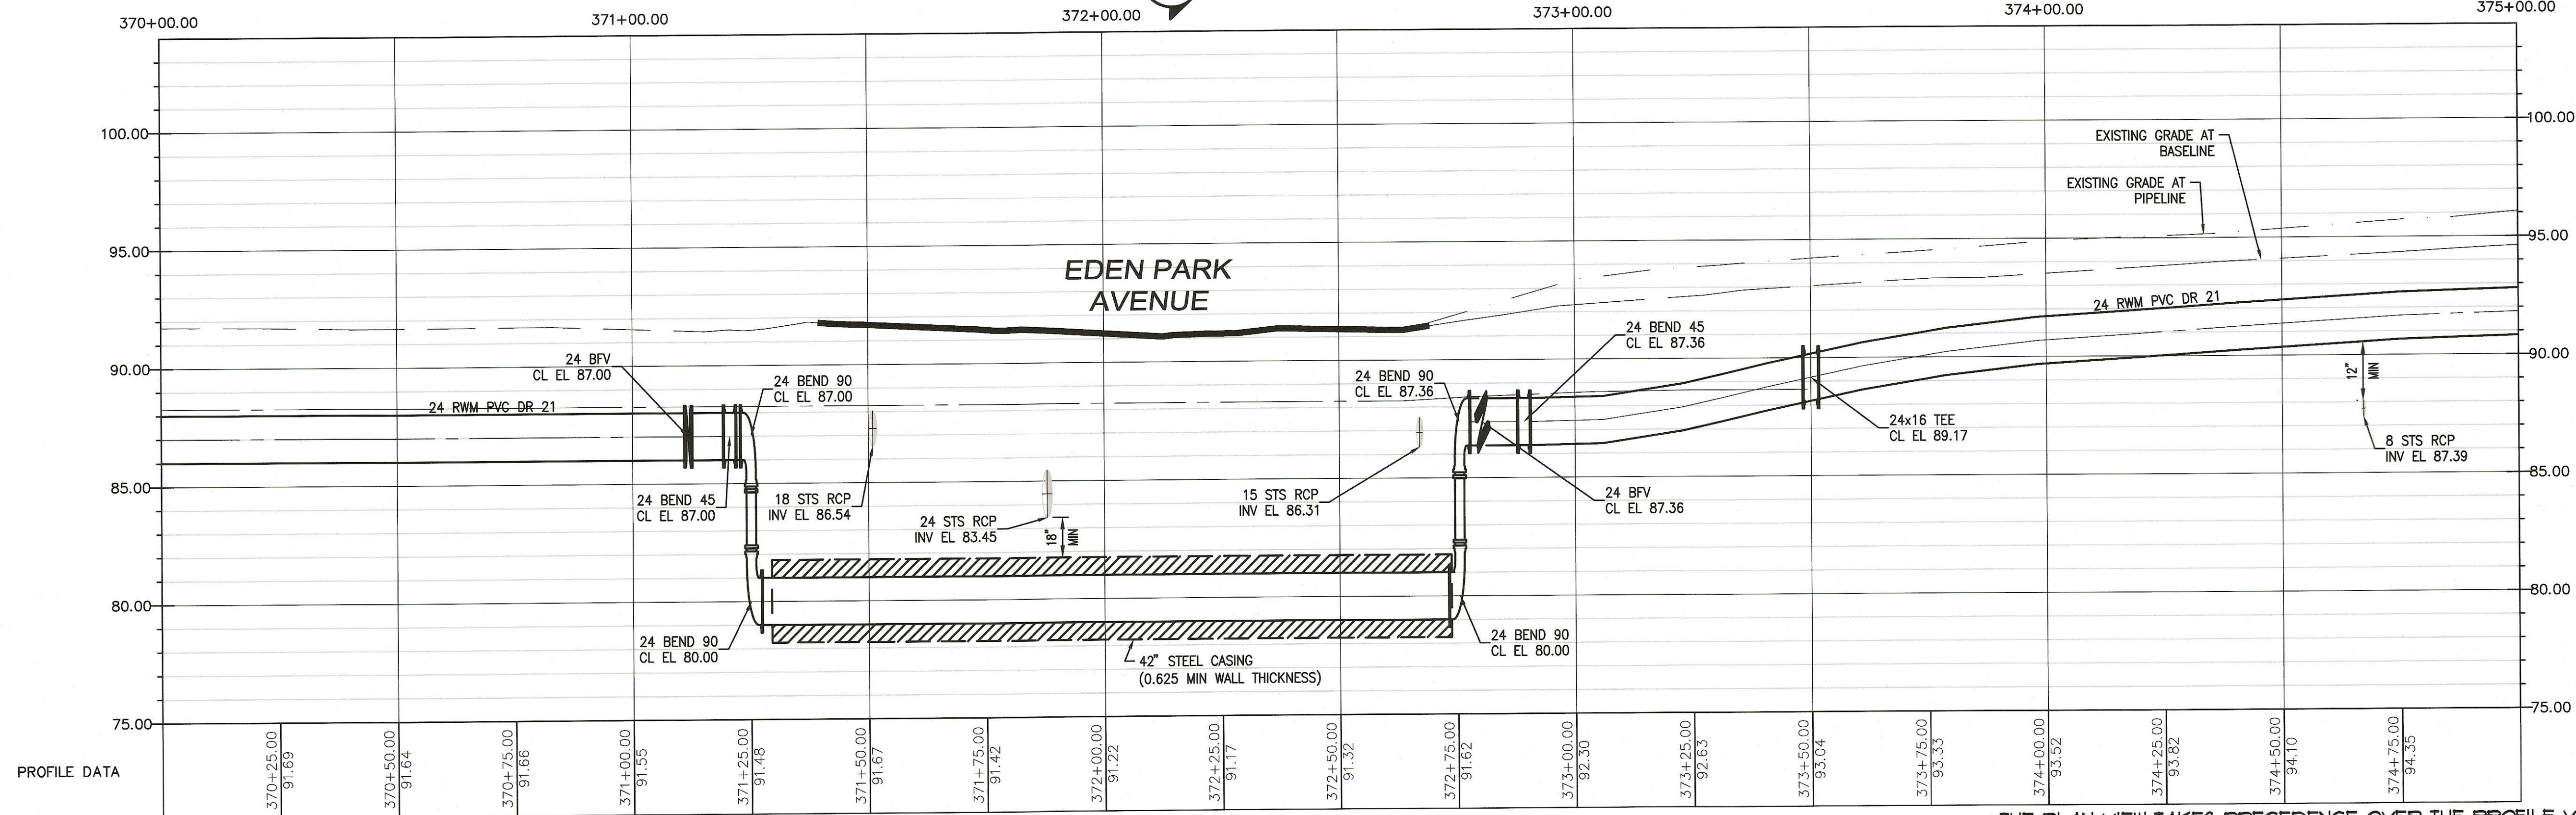 370+00.00
371+00.00
372+00.00
373+00.00
374+00.00
375+00.00
100.00
100.00
EXISTING GRADE AT
BASELINE
EXISTING GRADE AT
PIPELINE
95.00
95.00
EDEN PARK
AVENUE
24 RWM PVC DR 21
24 BEND 45
CL EL 87.36
24 BFV
CL EL 87.00
90.00
90.00
24 BEND 90
CL EL 87.00
24 BEND 90
CL EL 87.36
12"
MIN
24 RWM PVC DR 21
24x16 TEE
CL EL 89.17
8 STS RCP
INV EL 87.39
85.00
85.00
24 BEND 45
CL EL 87.00
18 STS RCP
INV EL 86.54
15 STS RCP
INV EL 86.31
24 BFV
CL EL 87.36
24 STS RCP
INV EL 83.45
18"
MIN
80.00
80.00
24 BEND 90
CL EL 80.00
24 BEND 90
CL EL 80.00
42" STEEL CASING
(0.625 MIN WALL THICKNESS)
75.00
75.00
PROFILE DATA
370+25.00
91.69
370+50.00
91.64
370+75.00
91.66
371+00.00
91.55
371+25.00
91.48
371+50.00
91.67
371+75.00
91.42
372+00.00
91.22
372+25.00
91.17
372+50.00
91.32
372+75.00
91.62
373+00.00
92.30
373+25.00
92.63
373+50.00
93.04
373+75.00
93.33
374+00.00
93.52
374+25.00
93.82
374+50.00
94.10
374+75.00
94.35
THE PLAN VIEW TAKES PRECEDENCE OVER THE PROFILE